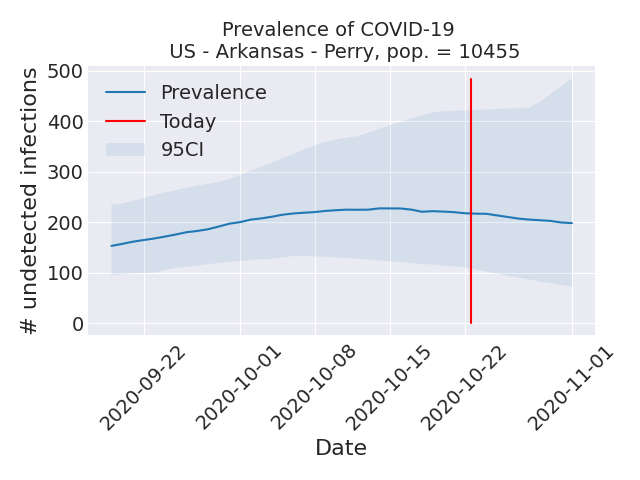 Prevalence of COVID-19
US - Arkansas - Perry, pop. = 10455
# undetected infections
500
400
300
200
100
0
Prevalence
Today
95CI
2020-09-22
2020-10-01
2020-10-08
2020-10-15
2020-10-22
2020-11-01
Date